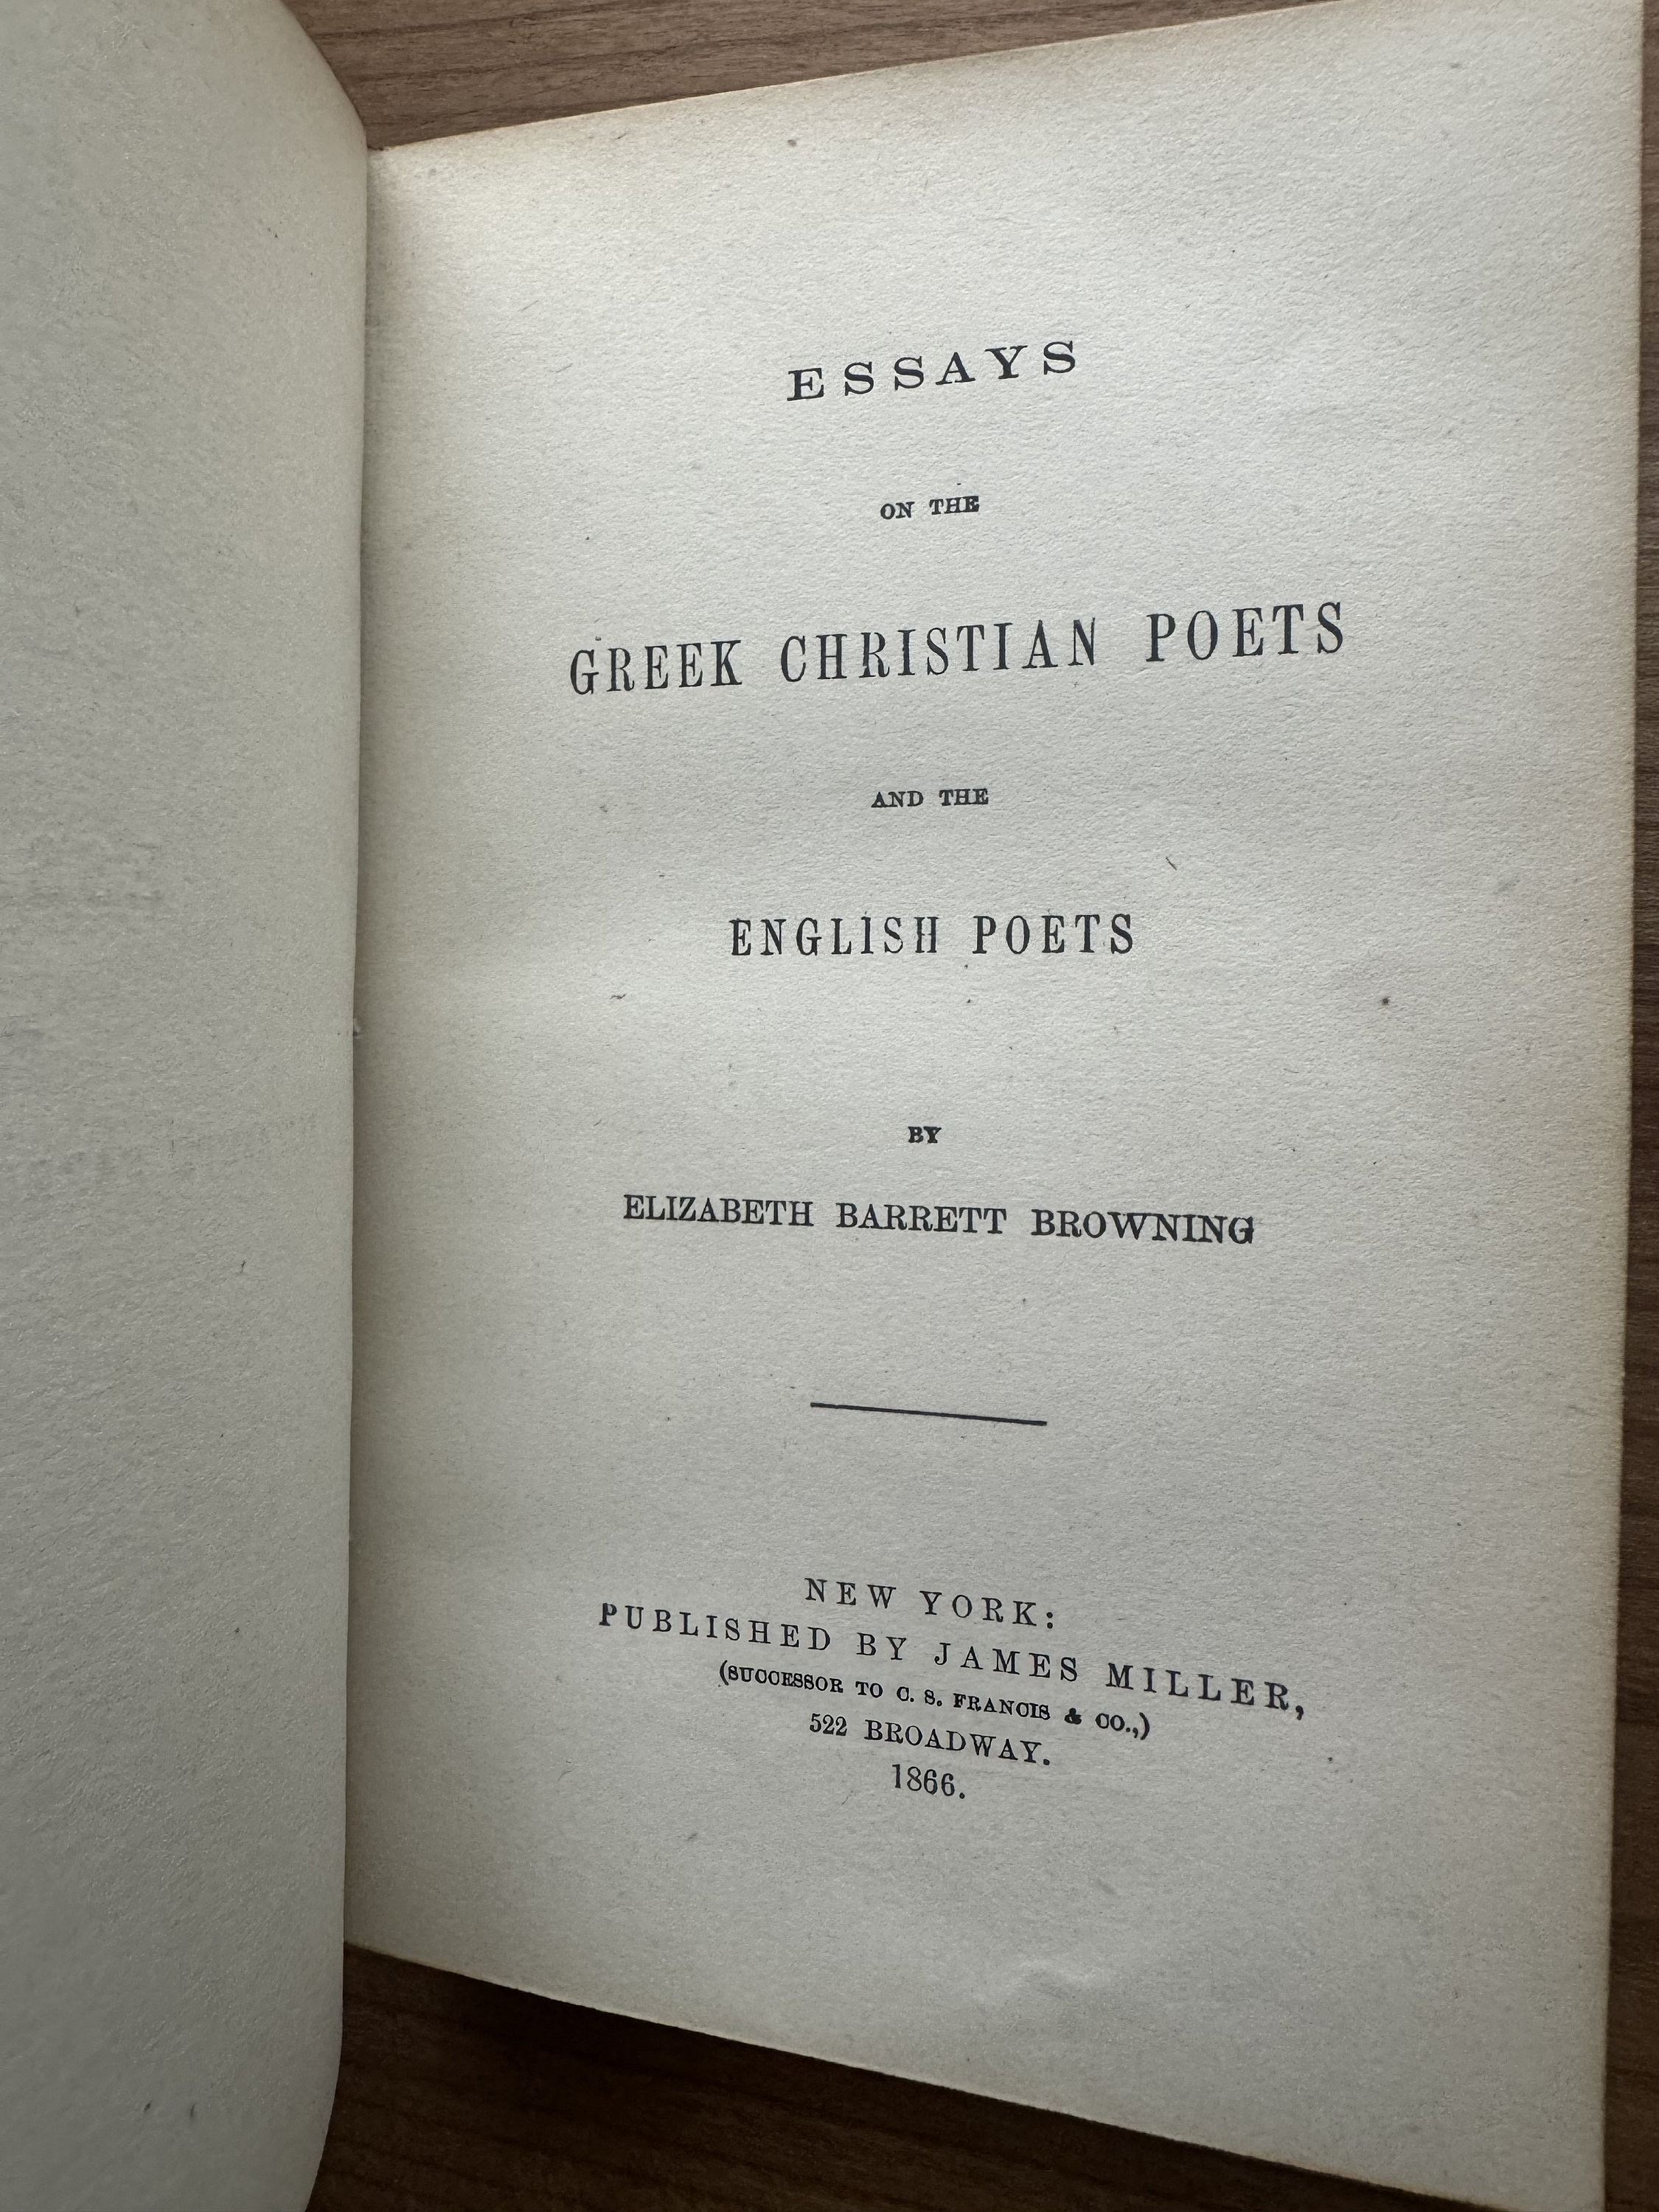 ESSAYS
ON THE
GREEK CHRISTIAN POETS
AND THE
ENGLISH POETS
BY
ELIZABETH BARRETT BROWNING
NEW YORK:
PUBLISHED BY JAMES MILLER,
(SUCCESSOR TO C. S. FRANCIS & CO.,)
522 BROADWAY.
1866.